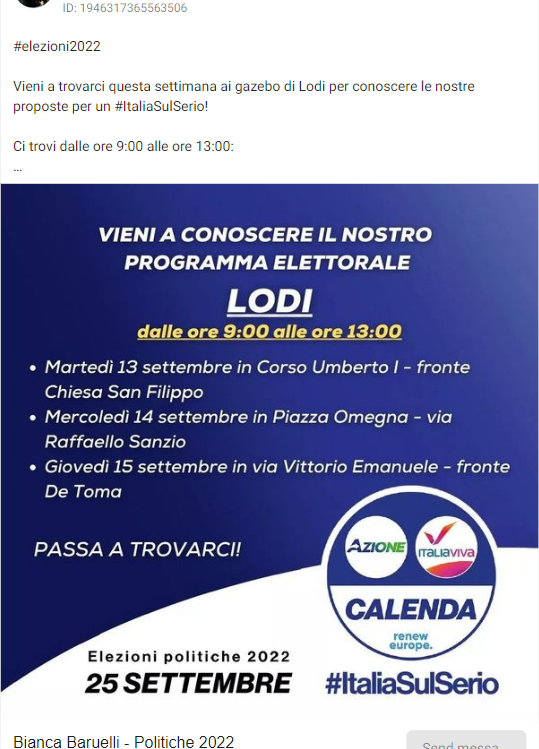 ID: 1946317365563506
#elezioni2022
Vieni a trovarci questa settimana ai gazebo di Lodi per conoscere le nostre
proposte per un #ItaliaSulSerio!
Ci trovi dalle ore 9:00 alle ore 13:00:
...
VIENI A CONOSCERE IL NOSTRO
PROGRAMMA ELETTORALE
LODI
dalle ore 9:00 alle ore 13:00
• Martedì 13 settembre in Corso Umberto I - fronte
Chiesa San Filippo
• Mercoledì 14 settembre in Piazza Omegna - via
Raffaello Sanzio
• Giovedì 15 settembre in via Vittorio Emanuele - fronte
De Toma
PASSA A TROVARCI!
AZIONE
ITALIAVIVA
CALENDA
renew
europe.
Elezioni politiche 2022
25 SETTEMBRE
#ItaliaSulSerio
Bianca Baruelli - Politiche 2022
Send messa...